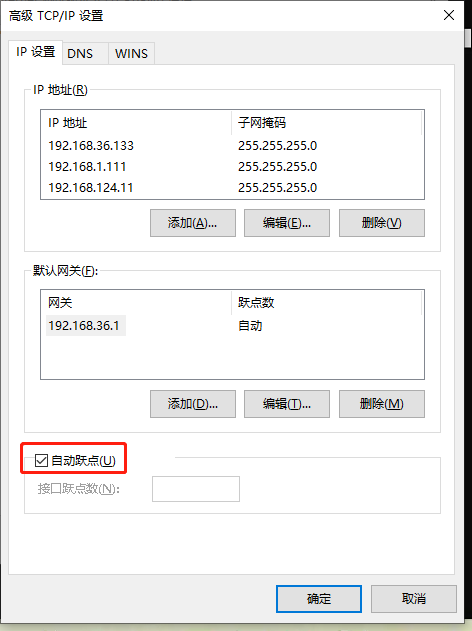 高级 TCP/IP 设置
IP 设置 DNS WINS
IP 地址(R)
IP 地址 子网掩码
192.168.36.133 255.255.255.0
192.168.1.111 255.255.255.0
192.168.124.11 255.255.255.0
添加(A)... 编辑(E)... 删除(V)
默认网关(F):
网关 跃点数
192.168.36.1 自动
添加(D)... 编辑(T)... 删除(M)
自动跃点(U)
接口跃点数(N):
确定 取消